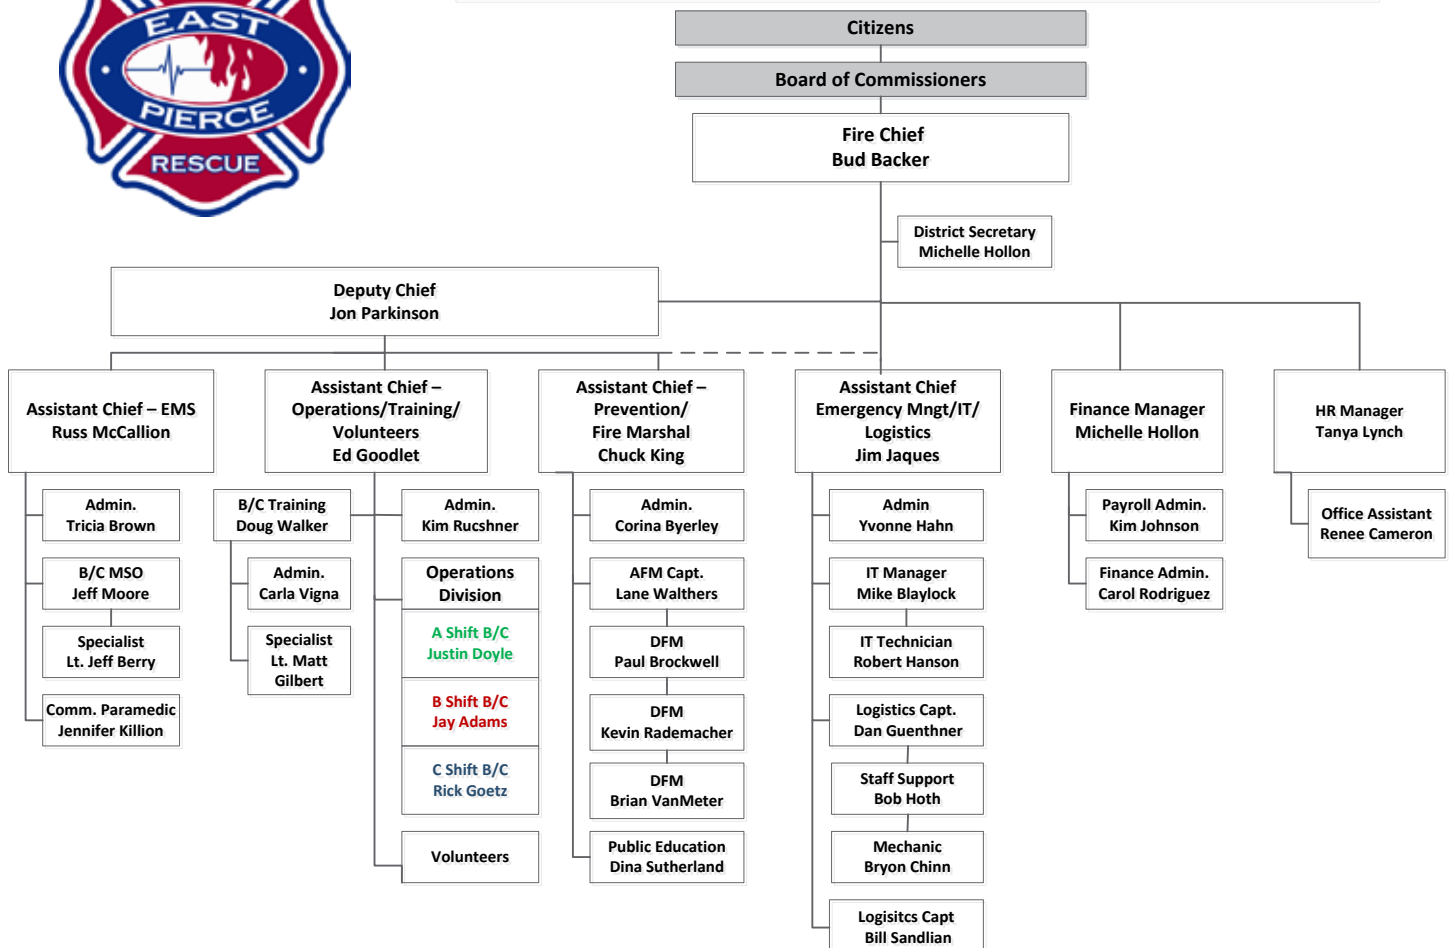 EAST
PIERCE
RESCUE
Citizens
Board of Commissioners
Fire Chief
Bud Backer
District Secretary
Michelle Hollon
Deputy Chief
Jon Parkinson
Assistant Chief – EMS
Russ McCallion
Assistant Chief –
Operations/Training/
Volunteers
Ed Goodlet
Assistant Chief –
Prevention/
Fire Marshal
Chuck King
Assistant Chief
Emergency Mngt/IT/
Logistics
Jim Jaques
Finance Manager
Michelle Hollon
HR Manager
Tanya Lynch
Admin.
Tricia Brown
B/C MSO
Jeff Moore
Specialist
Lt. Jeff Berry
Comm. Paramedic
Jennifer Killion
B/C Training
Doug Walker
Admin.
Carla Vigna
Specialist
Lt. Matt
Gilbert
Admin.
Kim Rucshner
Operations
Division
A Shift B/C
Justin Doyle
B Shift B/C
Jay Adams
C Shift B/C
Rick Goetz
Volunteers
Admin.
Corina Byerley
AFM Capt.
Lane Walthers
DFM
Paul Brockwell
DFM
Kevin Rademacher
DFM
Brian VanMeter
Public Education
Dina Sutherland
Admin
Yvonne Hahn
IT Manager
Mike Blaylock
IT Technician
Robert Hanson
Logistics Capt.
Dan Guenthner
Staff Support
Bob Hoth
Mechanic
Bryon Chinn
Logisitcs Capt
Bill Sandlian
Payroll Admin.
Kim Johnson
Finance Admin.
Carol Rodriguez
Office Assistant
Renee Cameron